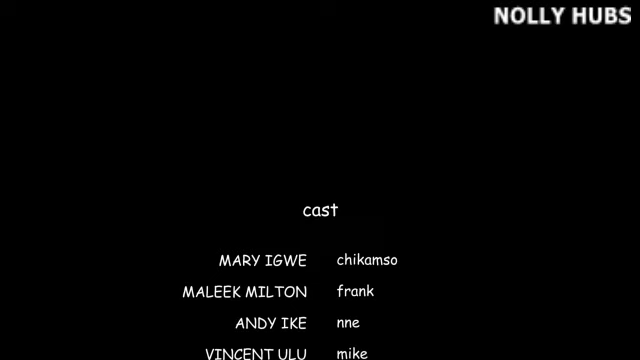 NOLLY HUBS
cast
MARY IGWE chikamso
MALEEK MILTON frank
ANDY IKE nne
VINCENT ULU mike